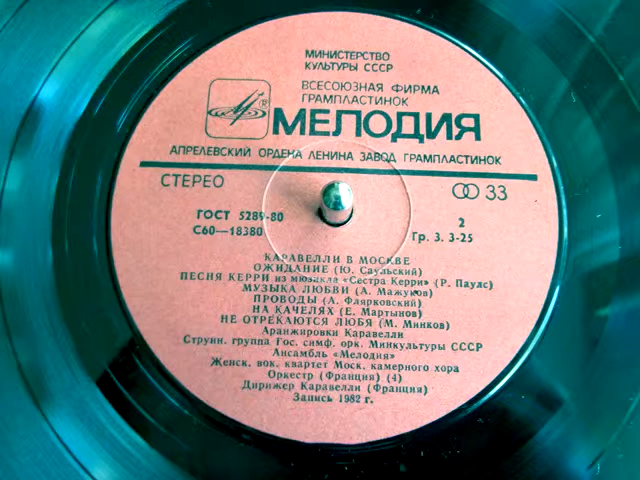 МИНИСТЕРСТВО
КУЛЬТУРЫ СССР
ВСЕСОЮЗНАЯ ФИРМА
ГРАМПЛАСТИНОК
МЕЛОДИЯ
®
АПРЕЛЕВСКИЙ ОРДЕНА ЛЕНИНА ЗАВОД ГРАМПЛАСТИНОК
СТЕРЕО
33
ГОСТ 5289-80
С60—18380
2
Гр. 3. 3-25
КАРАВЕЛЛИ В МОСКВЕ
ОЖИДАНИЕ (Ю. Саульский)
ПЕСНЯ КЕРРИ из мюзикла «Сестра Керри» (Р. Паулс)
МУЗЫКА ЛЮБВИ (А. Мажуков)
ПРОВОДЫ (А. Флярковский)
НА КАЧЕЛЯХ (Е. Мартынов)
НЕ ОТРЕКАЮТСЯ ЛЮБЯ (М. Минков)
Аранжировки Каравелли
Струнн. группа Гос. симф. орк. Минкультуры СССР
Ансамбль «Мелодия»
Женск. вок. квартет Моск. камерного хора
Оркестр (Франция) (4)
Дирижер Каравелли (Франция)
Запись 1982 г.